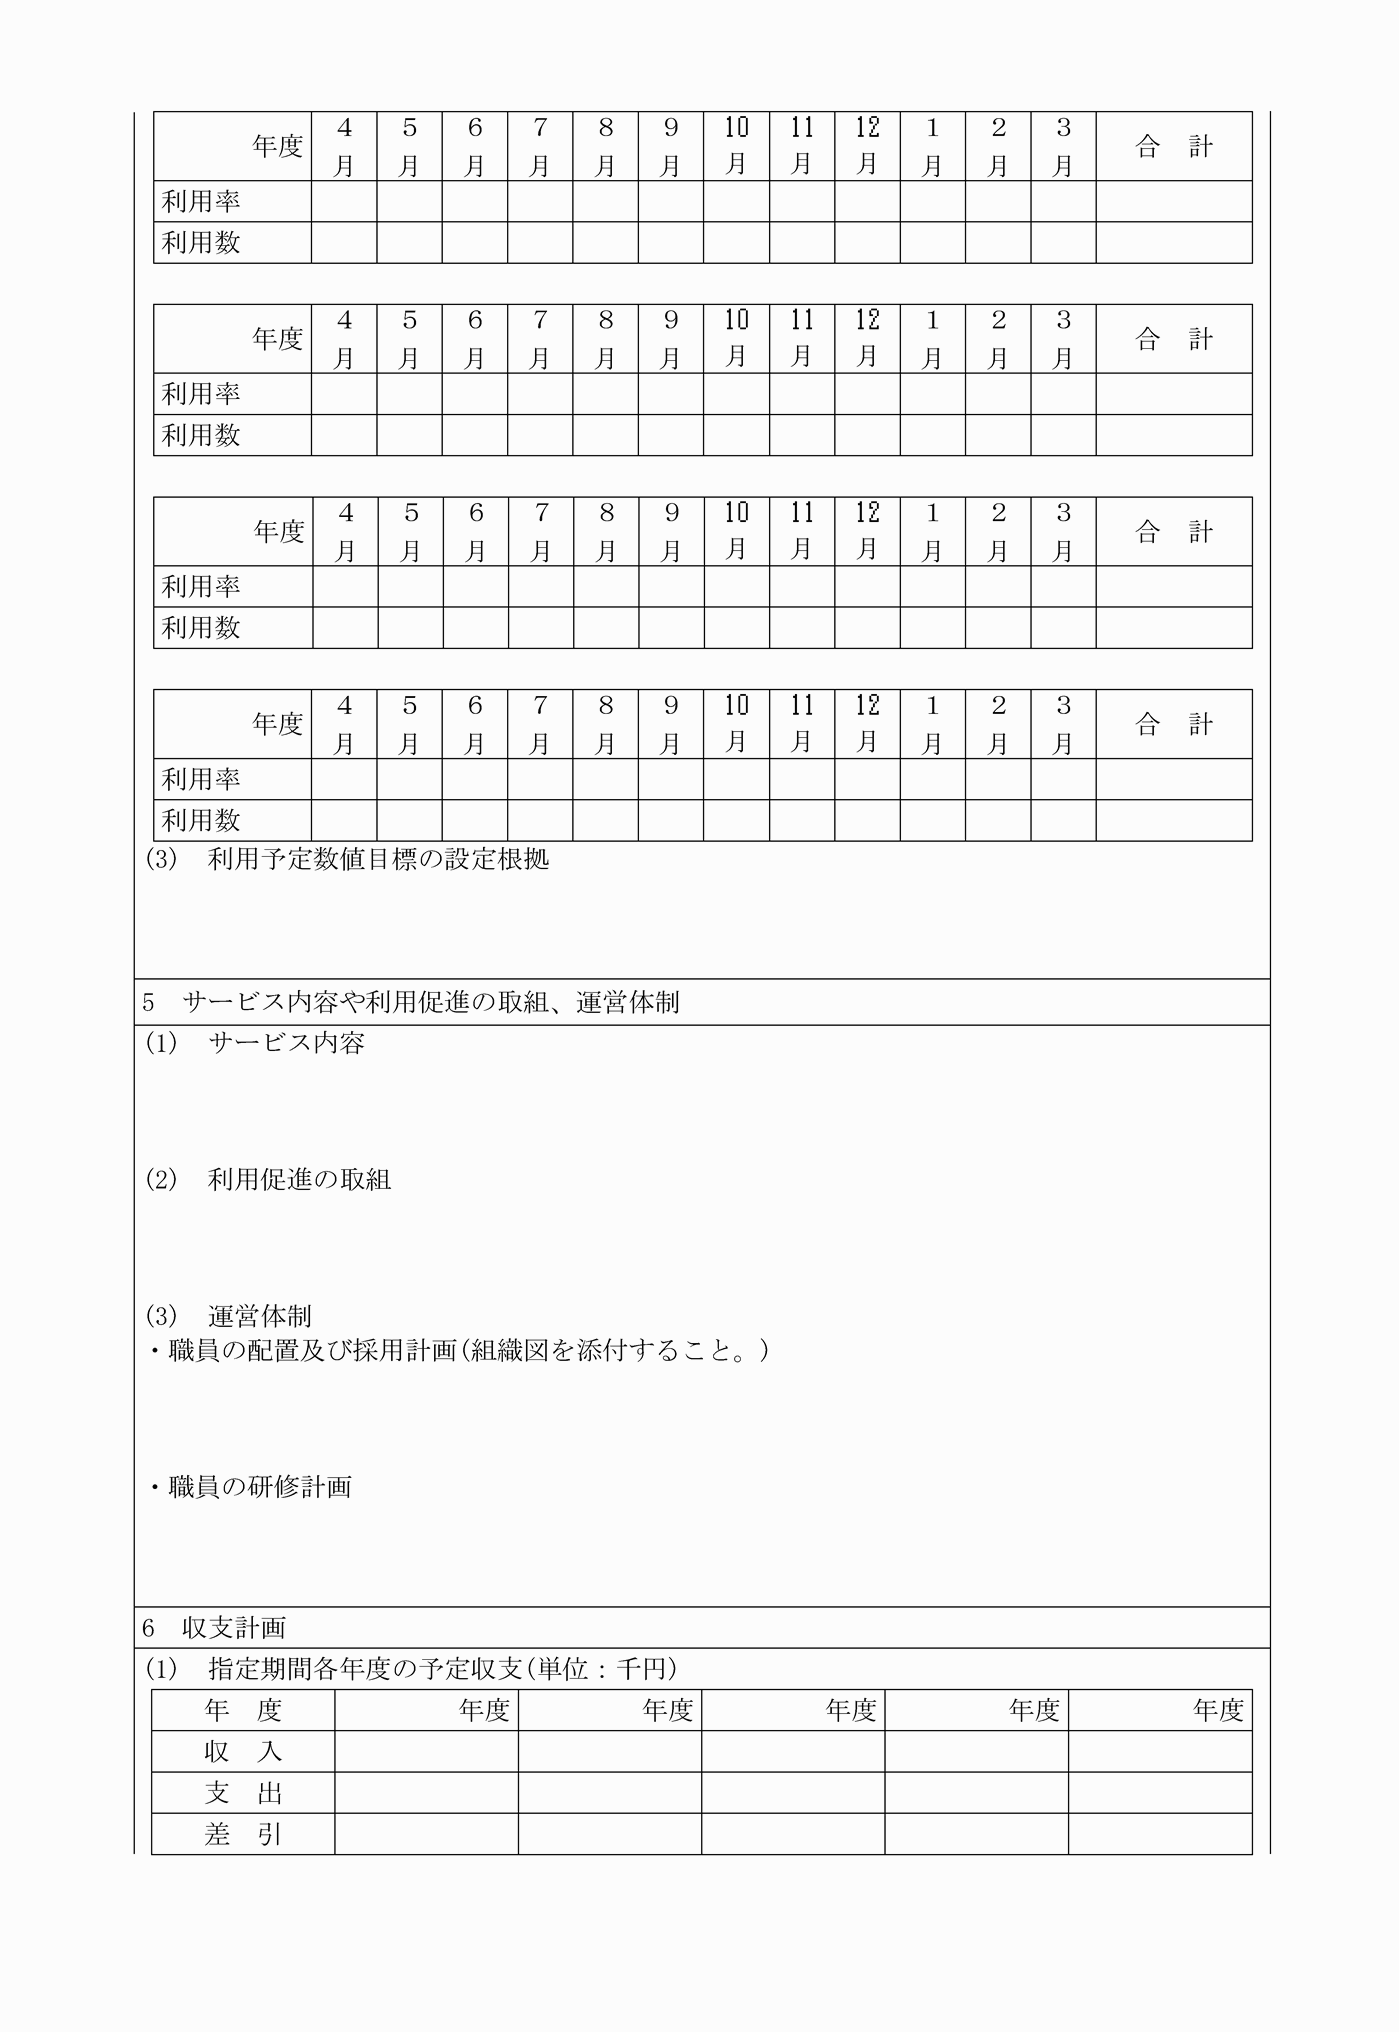 年度 4月 5月 6月 7月 8月 9月 10月 11月 12月 1月 2月 3月 合　計
利用率
利用数
年度 4月 5月 6月 7月 8月 9月 10月 11月 12月 1月 2月 3月 合　計
利用率
利用数
年度 4月 5月 6月 7月 8月 9月 10月 11月 12月 1月 2月 3月 合　計
利用率
利用数
年度 4月 5月 6月 7月 8月 9月 10月 11月 12月 1月 2月 3月 合　計
利用率
利用数
(3)　利用予定数値目標の設定根拠
5　サービス内容や利用促進の取組、運営体制
(1)　サービス内容
(2)　利用促進の取組
(3)　運営体制
・職員の配置及び採用計画(組織図を添付すること。)
・職員の研修計画
6　収支計画
(1)　指定期間各年度の予定収支(単位：千円)
年　度 年度 年度 年度 年度 年度
収　入
支　出
差　引